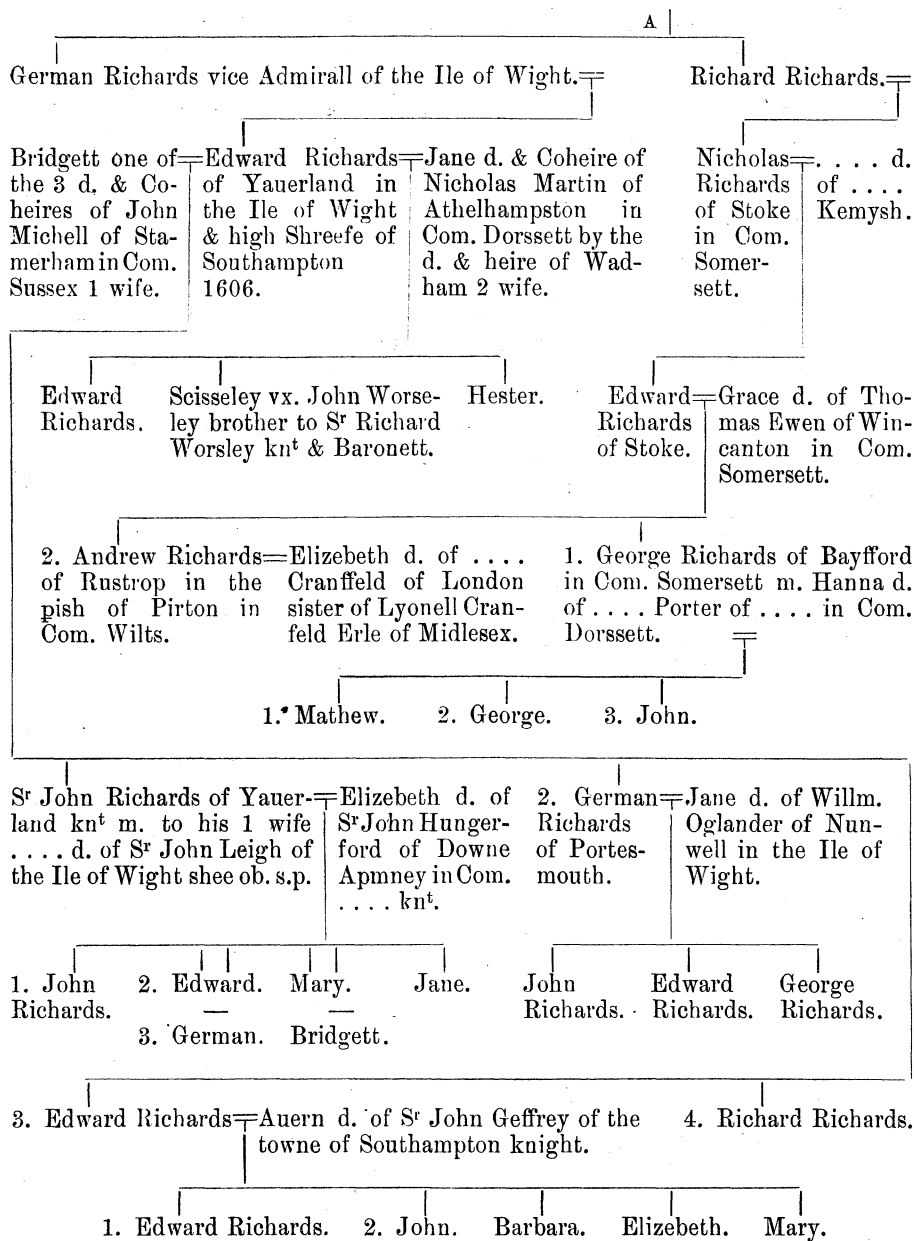 A
German Richards vice Admirall of the Ile of Wight.
Richard Richards.
Bridgett one of
the 3 d. & Co-
heires of John
Michell of Sta-
merham in Com.
Sussex 1 wife.
Edward Richards
of Yauerland in
the Ile of Wight
& high Shreefe of
Southampton
1606.
Jane d. & Coheire of
Nicholas Martin of
Athelhampston in
Com. Dorssett by the
d. & heire of Wad-
ham 2 wife.
Nicholas
Richards
of Stoke
in Com.
Somer-
sett.
. . . . d.
of . . . .
Kemysh.
Edward
Richards.
Scisseley vx. John Worse-
ley brother to Sʳ Richard
Worsley knᵗ & Baronett.
Hester.
Edward
Richards
of Stoke.
Grace d. of Tho-
mas Ewen of Win-
canton in Com.
Somersett.
2. Andrew Richards
of Rustrop in the
pish of Pirton in
Com. Wilts.
Elizebeth d. of . . . .
Cranffeld of London
sister of Lyonell Cran-
feld Erle of Midlesex.
1. George Richards of Bayfford
in Com. Somersett m. Hanna d.
of . . . . Porter of . . . . in Com.
Dorssett.
1. Mathew.
2. George.
3. John.
Sʳ John Richards of Yauer-
land knᵗ m. to his 1 wife
. . . . d. of Sʳ John Leigh of
the Ile of Wight shee ob. s.p.
Elizebeth d. of
Sʳ John Hunger-
ford of Downe
Apmney in Com.
. . . . knᵗ.
2. German
Richards
of Portes-
mouth.
Jane d. of Willm.
Oglander of Nun-
well in the Ile of
Wight.
1. John
Richards.
2. Edward.
—
3. German.
Mary.
—
Bridgett.
Jane.
John
Richards.
Edward
Richards.
George
Richards.
3. Edward Richards
Auern d. of Sʳ John Geffrey of the
towne of Southampton knight.
4. Richard Richards.
1. Edward Richards.
2. John.
Barbara.
Elizebeth.
Mary.